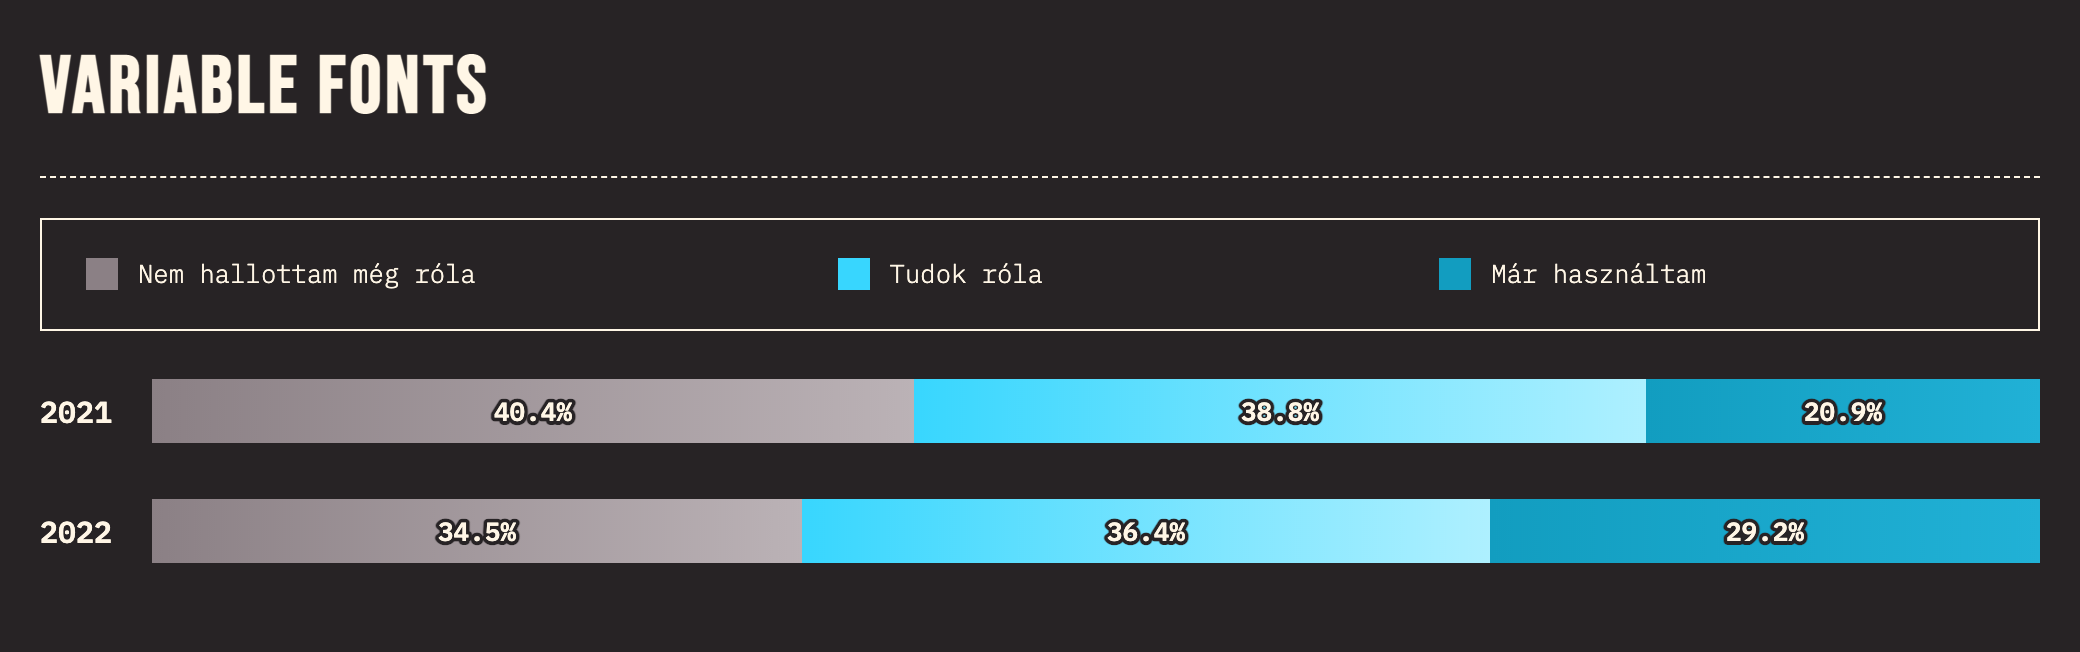 VARIABLE FONTS
Nem hallottam még róla Tudok róla Már használtam
2021 40.4% 38.8% 20.9%
2022 34.5% 36.4% 29.2%